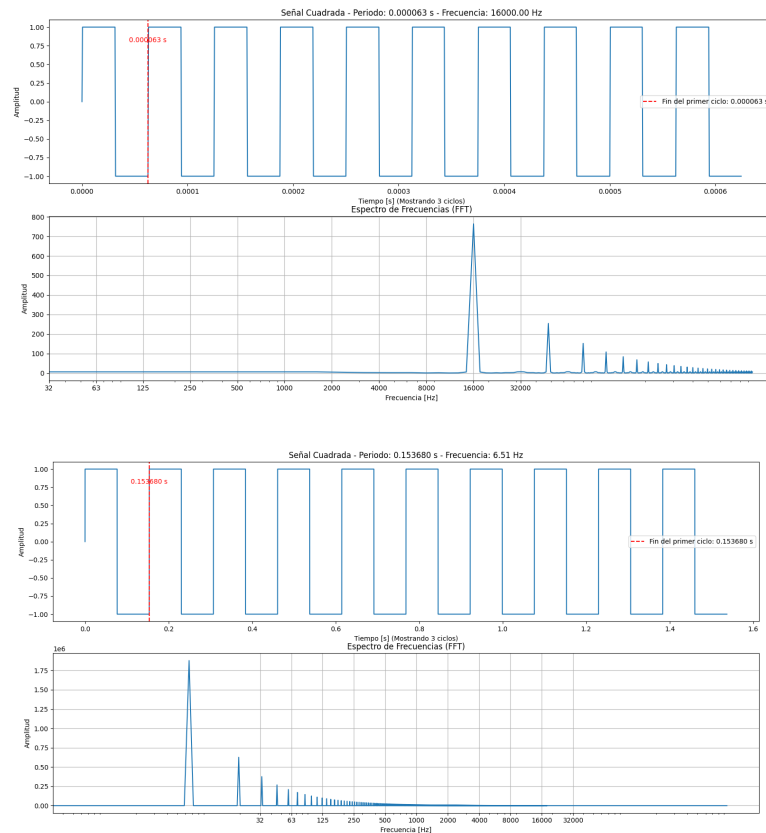 Señal Cuadrada - Periodo: 0.000063 s - Frecuencia: 16000.00 Hz
1.00
0.75
0.50
0.25
0.00
−0.25
−0.50
−0.75
−1.00
Amplitud
0.000063 s
Fin del primer ciclo: 0.000063 s
0.0000 0.0001 0.0002 0.0003 0.0004 0.0005 0.0006
Tiempo [s] (Mostrando 3 ciclos)
Espectro de Frecuencias (FFT)
800
700
600
500
400
300
200
100
0
Amplitud
32 63 125 250 500 1000 2000 4000 8000 16000 32000
Frecuencia [Hz]
Señal Cuadrada - Periodo: 0.153680 s - Frecuencia: 6.51 Hz
1.00
0.75
0.50
0.25
0.00
−0.25
−0.50
−0.75
−1.00
Amplitud
0.153680 s
Fin del primer ciclo: 0.153680 s
0.0 0.2 0.4 0.6 0.8 1.0 1.2 1.4 1.6
Tiempo [s] (Mostrando 3 ciclos)
Espectro de Frecuencias (FFT)
1e6
1.75
1.50
1.25
1.00
0.75
0.50
0.25
0.00
Amplitud
32 63 125 250 500 1000 2000 4000 8000 16000 32000
Frecuencia [Hz]